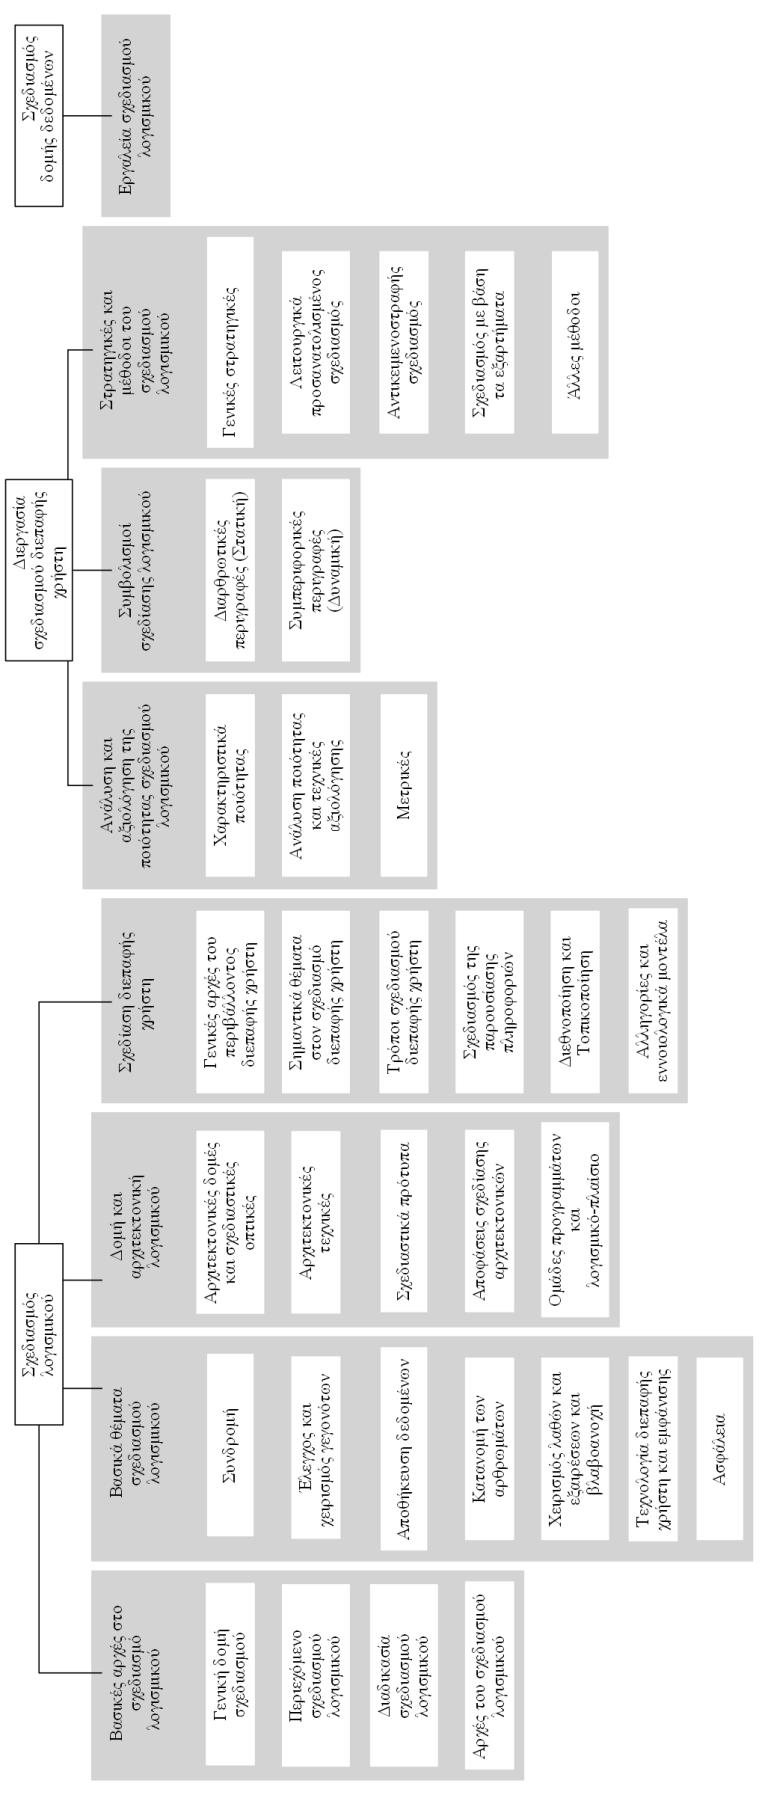 Σχεδιασμός
λογισμικού
Βασικές αρχές στο
σχεδιασμό
λογισμικού
Γενική δομή
σχεδιασμού
Περιεχόμενο
σχεδιασμού
λογισμικού
Διαδικασία
σχεδιασμού
λογισμικού
Αρχές του σχεδιασμού
λογισμικού
Βασικά θέματα
σχεδιασμού
λογισμικού
Συνδρομή
Έλεγχος και
χειρισμός γεγονότων
Αποθήκευση δεδομένων
Κατανομή των
αρθρωμάτων
Χειρισμός λαθών και
εξαιρέσεων και
βλαβοανοχή
Τεχνολογία διεπαφής
χρήστη και εμφάνισης
Ασφάλεια
Δομή και
αρχιτεκτονική
λογισμικού
Αρχιτεκτονικές δομές
και σχεδιαστικές
οπτικές
Αρχιτεκτονικές
τεχνικές
Σχεδιαστικά πρότυπα
Αποφάσεις σχεδίασης
αρχιτεκτονικών
Ομάδες προγραμμάτων
και
λογισμικό-πλαίσιο
Σχεδίαση διεπαφής
χρήστη
Γενικές αρχές του
περιβάλλοντος
διεπαφής χρήστη
Σημαντικά θέματα
στον σχεδιασμό
διεπαφής χρήστη
Τρόποι σχεδιασμού
διεπαφής χρήστη
Σχεδιασμός της
παρουσίασης
πληροφοριών
Διεθνοποίηση και
Τοπικοποίηση
Αλληγορίες και
εννοιολογικά μοντέλα
Διεργασία
σχεδιασμού διεπαφής
χρήστη
Ανάλυση και
αξιολόγηση της
ποιότητας σχεδιασμού
λογισμικού
Χαρακτηριστικά
ποιότητας
Ανάλυση ποιότητας
και τεχνικές
αξιολόγησης
Μετρικές
Συμβολισμοί
σχεδίασης λογισμικού
Διαρθρωτικές
περιγραφές (Στατική)
Συμπεριφορικές
περιγραφές
(Δυναμική)
Στρατηγικές και
μέθοδοι του
σχεδιασμού
λογισμικού
Γενικές στρατηγικές
Λειτουργικά
προσανατολισμένος
σχεδιασμός
Αντικειμενοστραφής
σχεδιασμός
Σχεδιασμός με βάση
τα εξαρτήματα
Άλλες μέθοδοι
Σχεδιασμός
δομής δεδομένων
Εργαλεία σχεδιασμού
λογισμικού